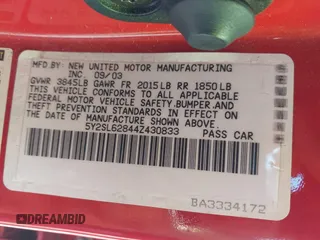 MFD BY NEW UNITED MOTOR MANUFACTURING
INC. 09/03
GVWR 3845LB GAWR FR 2015LB RR 1850LB
THIS VEHICLE CONFORMS TO ALL APPLICABLE
FEDERAL MOTOR VEHICLE SAFETY,BUMPER,AND
THEFT PREVENTION STANDARDS IN EFFECT
ON THE DATE OF MANUFACTURE SHOWN ABOVE.
5Y2SL62844Z430833 PASS CAR
BA3334172
DREAMBID